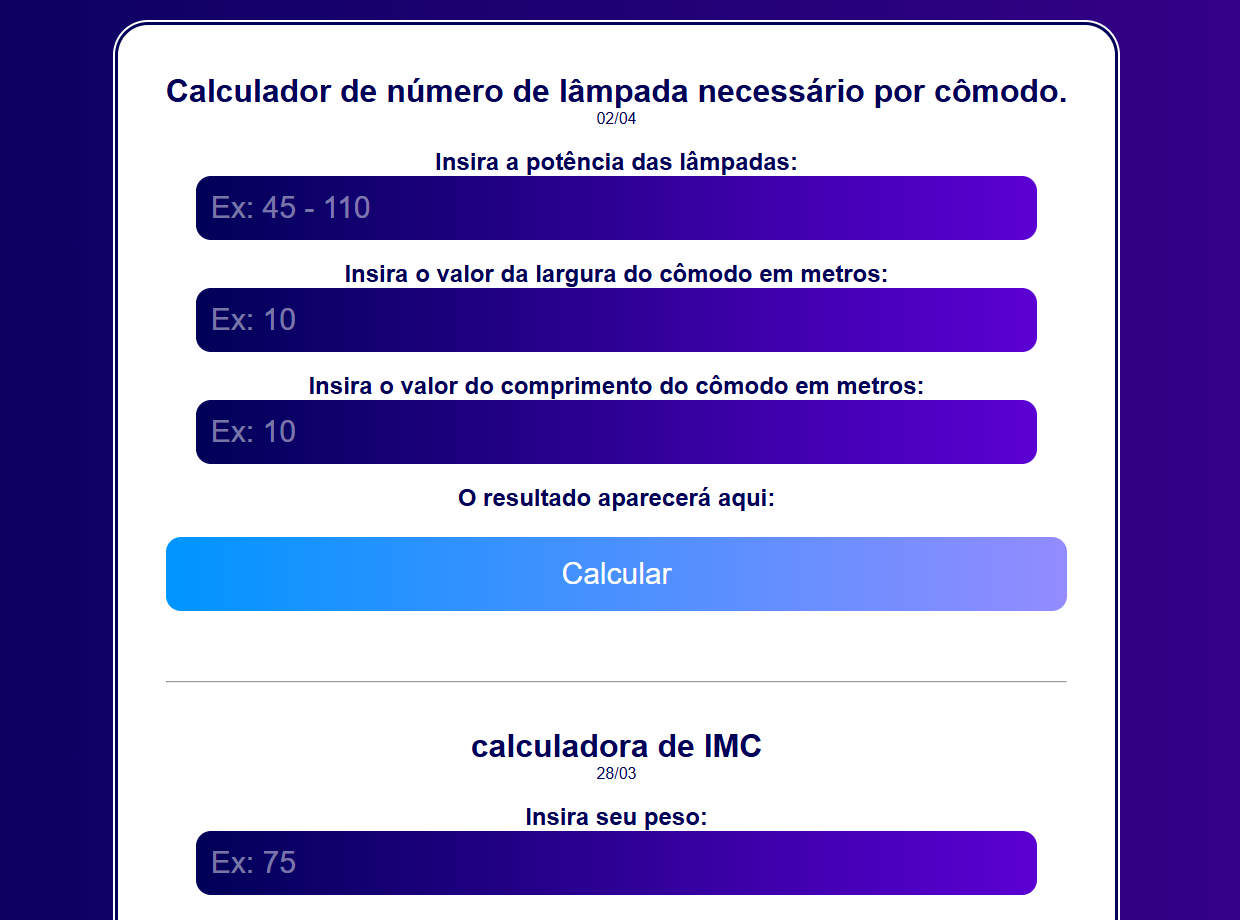 Calculador de número de lâmpada necessário por cômodo.
02/04
Insira a potência das lâmpadas:
Ex: 45 - 110
Insira o valor da largura do cômodo em metros:
Ex: 10
Insira o valor do comprimento do cômodo em metros:
Ex: 10
O resultado aparecerá aqui:
Calcular
calculadora de IMC
28/03
Insira seu peso:
Ex: 75